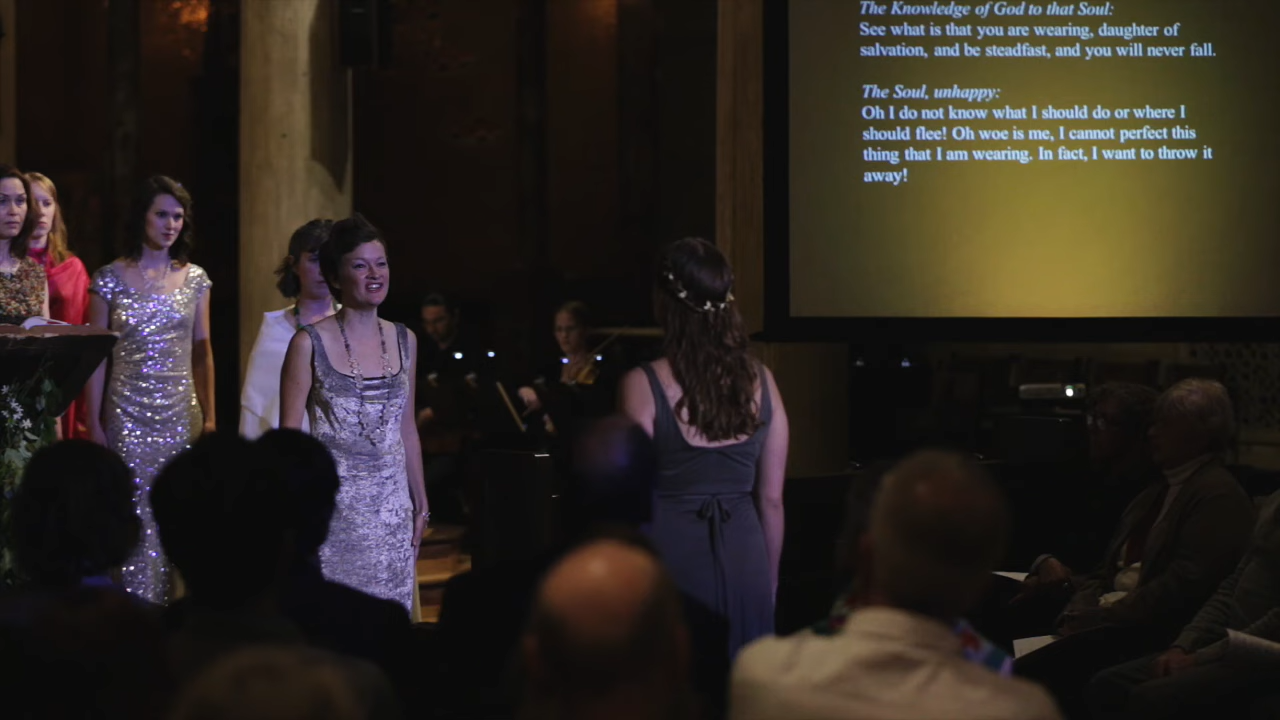 The Knowledge of God to that Soul:
See what is that you are wearing, daughter of
salvation, and be steadfast, and you will never fall.
The Soul, unhappy:
Oh I do not know what I should do or where I
should flee! Oh woe is me, I cannot perfect this
thing that I am wearing. In fact, I want to throw it
away!